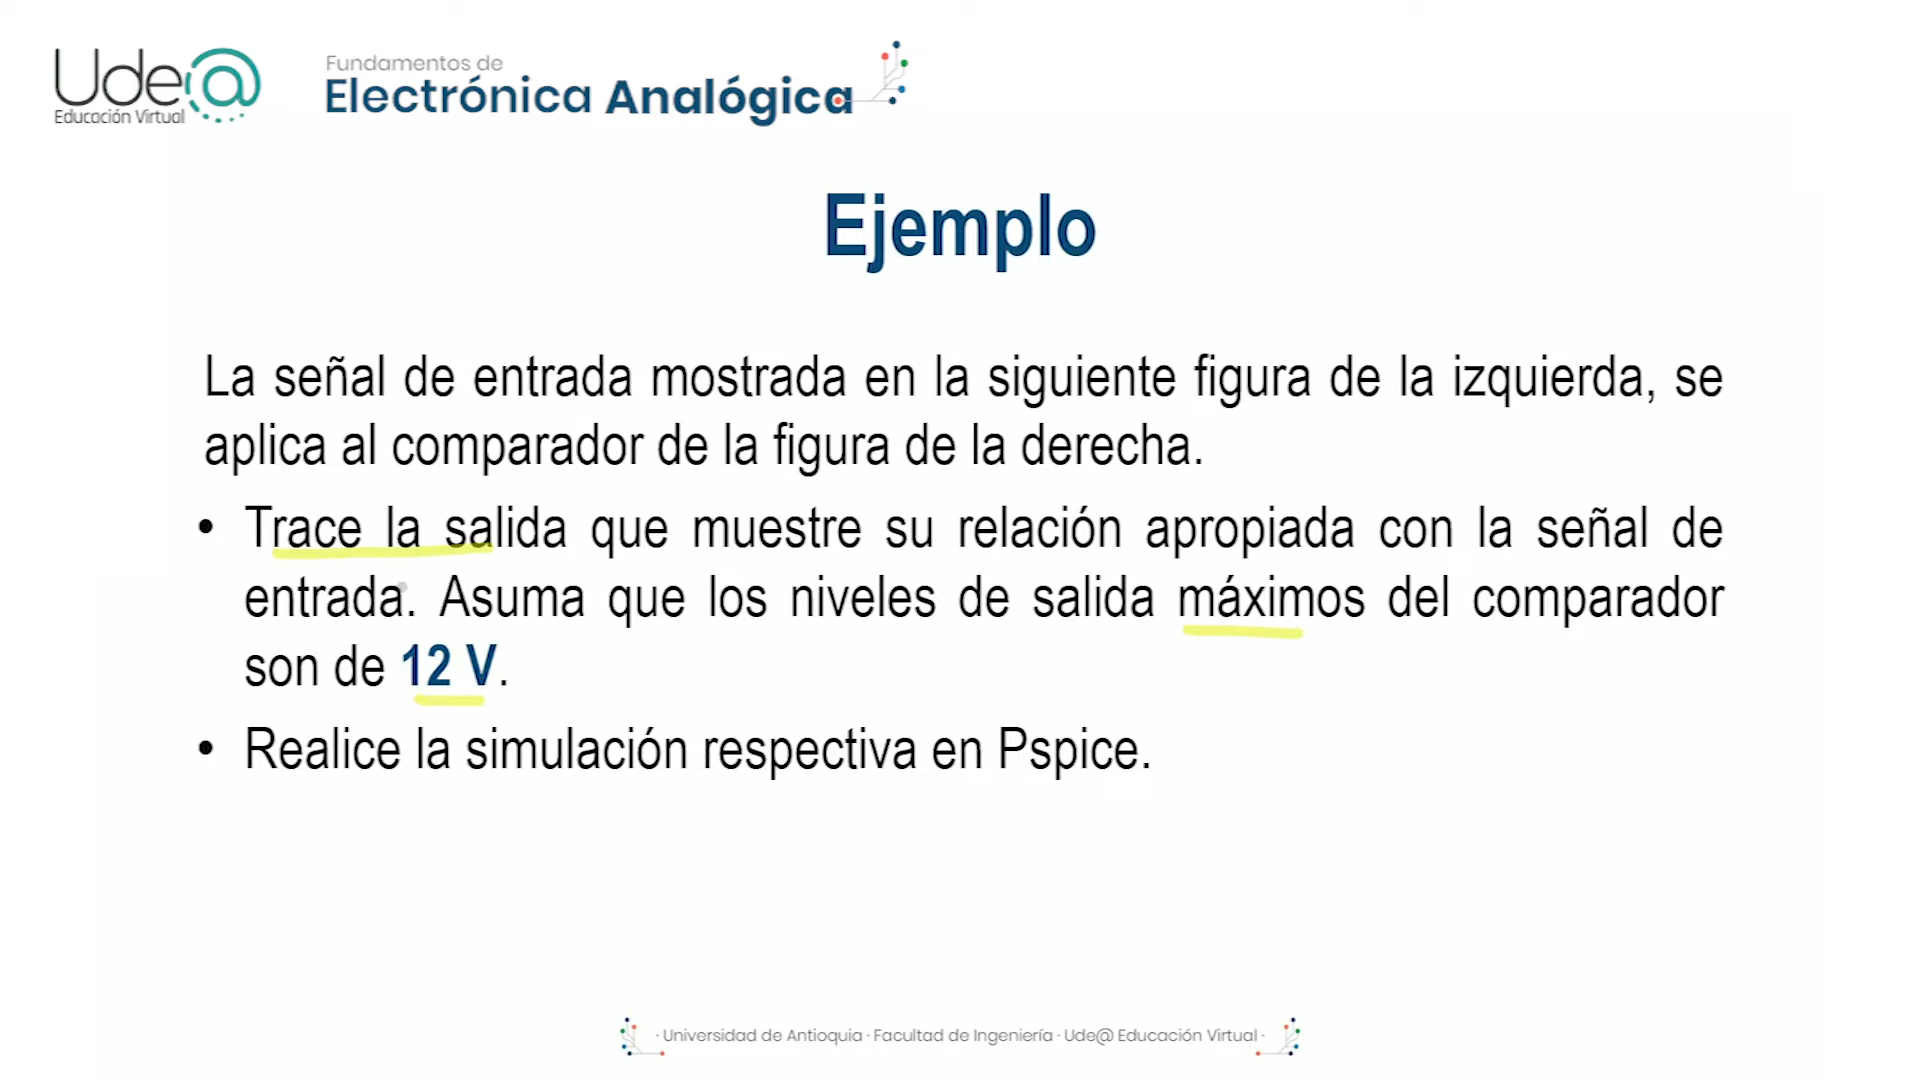 Ude@
Educación Virtual
Fundamentos de
Electrónica Analógica
Ejemplo
La señal de entrada mostrada en la siguiente figura de la izquierda, se
aplica al comparador de la figura de la derecha.
• Trace la salida que muestre su relación apropiada con la señal de
entrada. Asuma que los niveles de salida máximos del comparador
son de 12 V.
• Realice la simulación respectiva en Pspice.
· Universidad de Antioquia · Facultad de Ingeniería · Ude@ Educación Virtual ·